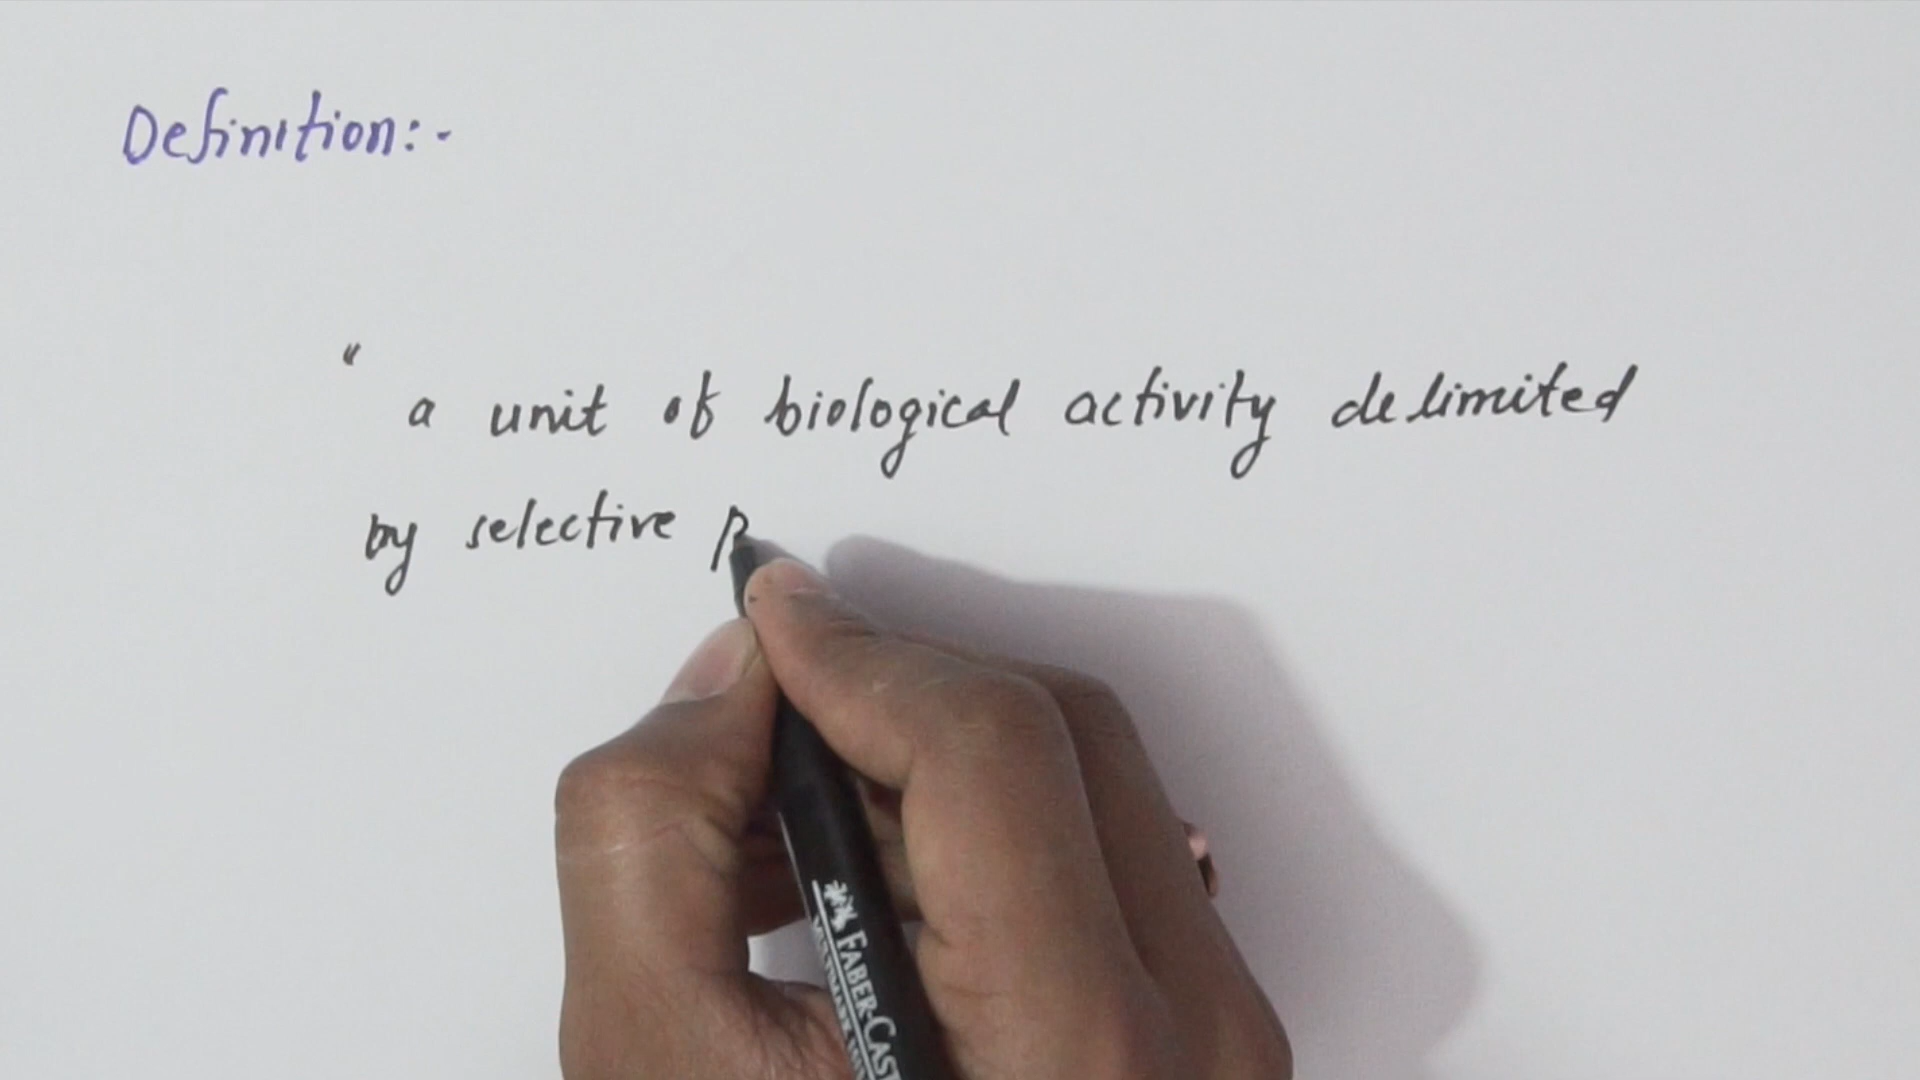 Definition:-
" a unit of biological activity delimited
by selective p
FABER-CAST